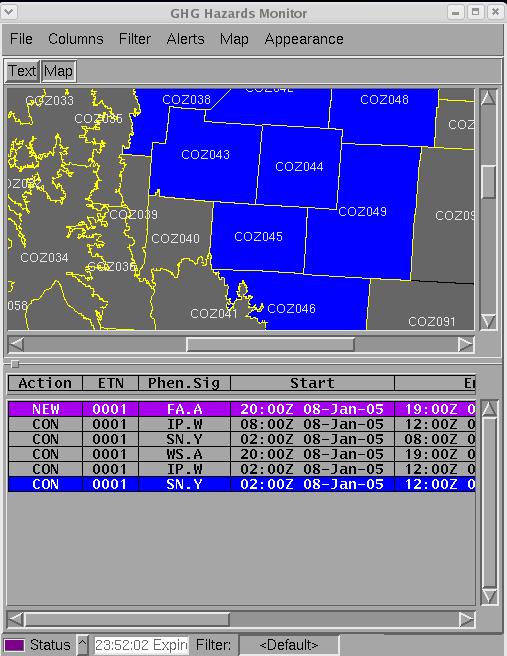 GHG Hazards Monitor
File Columns Filter Alerts Map Appearance
Text Map
COZ033 COZ038 COZ048
COZ035
COZ043
COZ044
COZ039 COZ049
COZ040 COZ045
COZ034 COZ036
058 COZ041 COZ046 COZ091
Action ETN Phen.Sig Start
NEW 0001 FA.A 20:00Z 08-Jan-05 19:00Z 0
CON 0001 IP.W 08:00Z 08-Jan-05 12:00Z 0
CON 0001 SN.Y 02:00Z 08-Jan-05 08:00Z 0
CON 0001 WS.A 20:00Z 08-Jan-05 19:00Z 0
CON 0001 IP.W 02:00Z 08-Jan-05 12:00Z 0
CON 0001 SN.Y 02:00Z 08-Jan-05 12:00Z 0
Status ^ 23:52:02 Expir Filter: <Default>